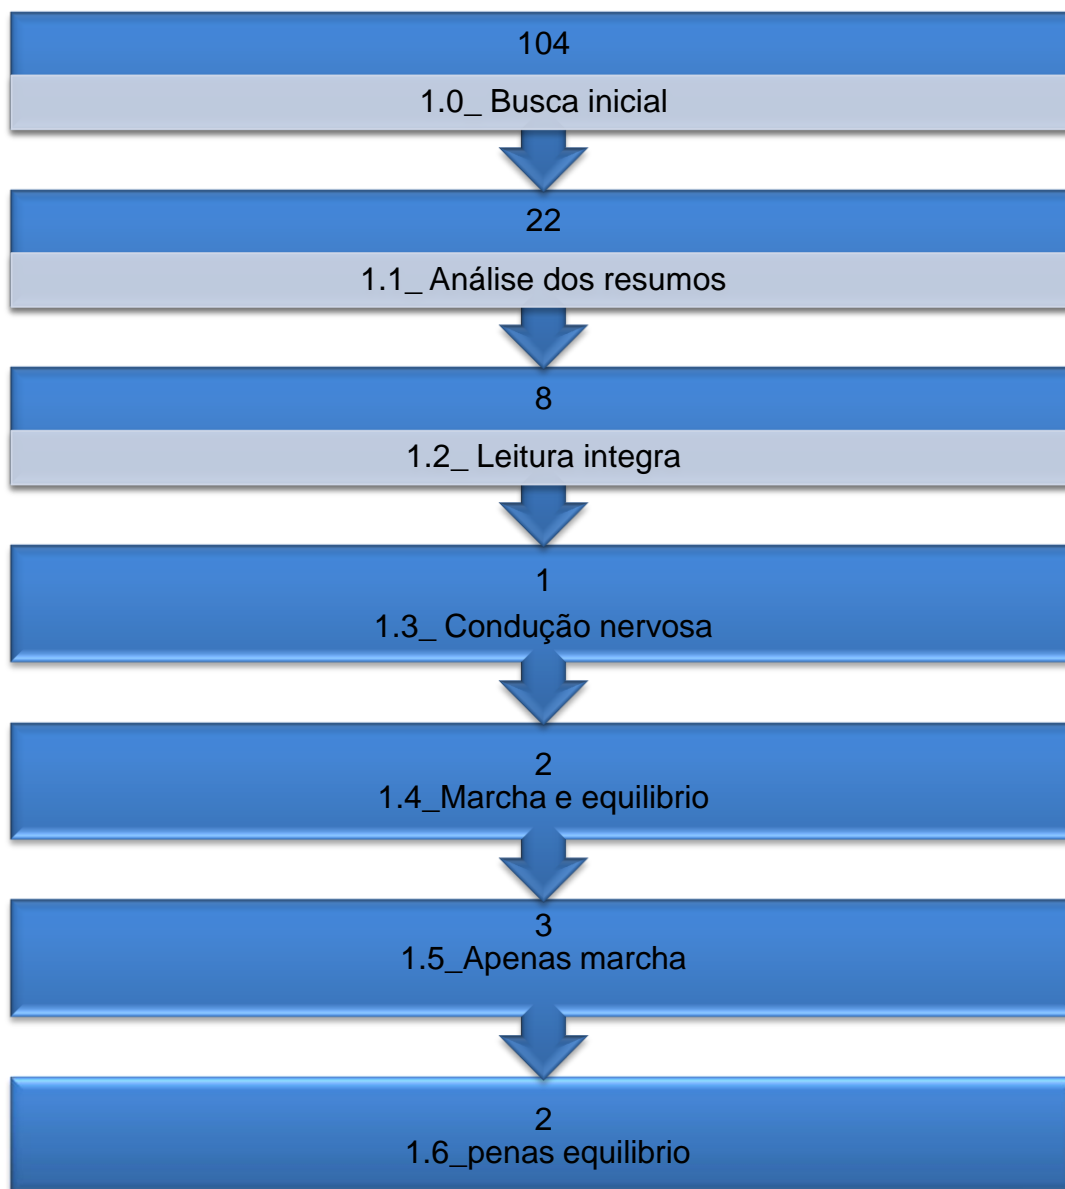 104
1.0_ Busca inicial
22
1.1_ Análise dos resumos
8
1.2_ Leitura integra
1
1.3_ Condução nervosa
2
1.4_Marcha e equilibrio
3
1.5_Apenas marcha
2
1.6_penas equilibrio